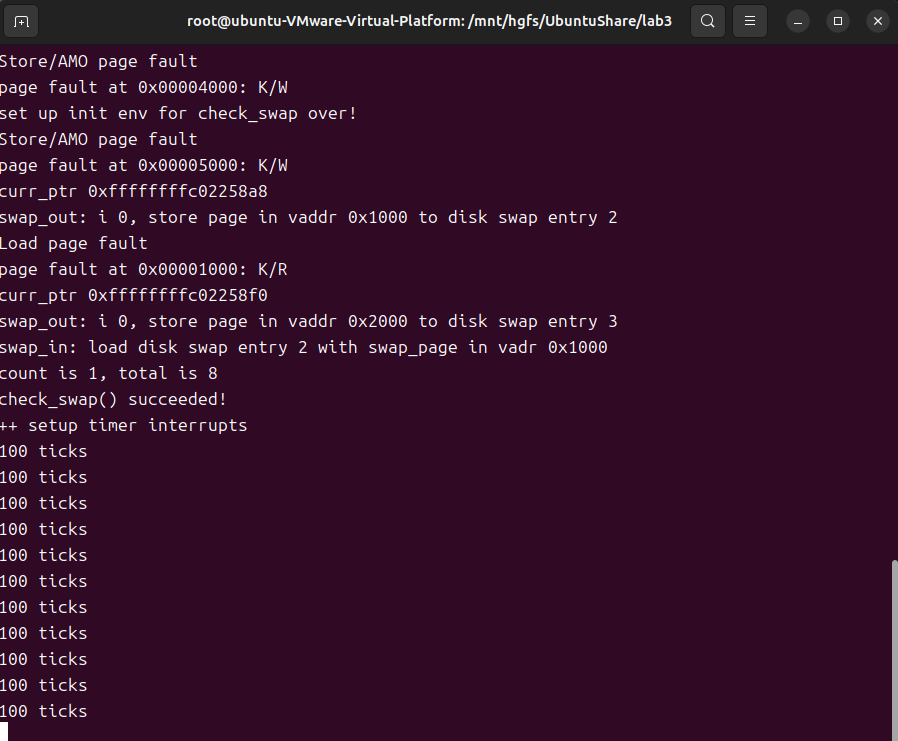 root@ubuntu-VMware-Virtual-Platform: /mnt/hgfs/UbuntuShare/lab3
Store/AMO page fault
page fault at 0x00004000: K/W
set up init env for check_swap over!
Store/AMO page fault
page fault at 0x00005000: K/W
curr_ptr 0xffffffffc02258a8
swap_out: i 0, store page in vaddr 0x1000 to disk swap entry 2
Load page fault
page fault at 0x00001000: K/R
curr_ptr 0xffffffffc02258f0
swap_out: i 0, store page in vaddr 0x2000 to disk swap entry 3
swap_in: load disk swap entry 2 with swap_page in vadr 0x1000
count is 1, total is 8
check_swap() succeeded!
++ setup timer interrupts
100 ticks
100 ticks
100 ticks
100 ticks
100 ticks
100 ticks
100 ticks
100 ticks
100 ticks
100 ticks
100 ticks